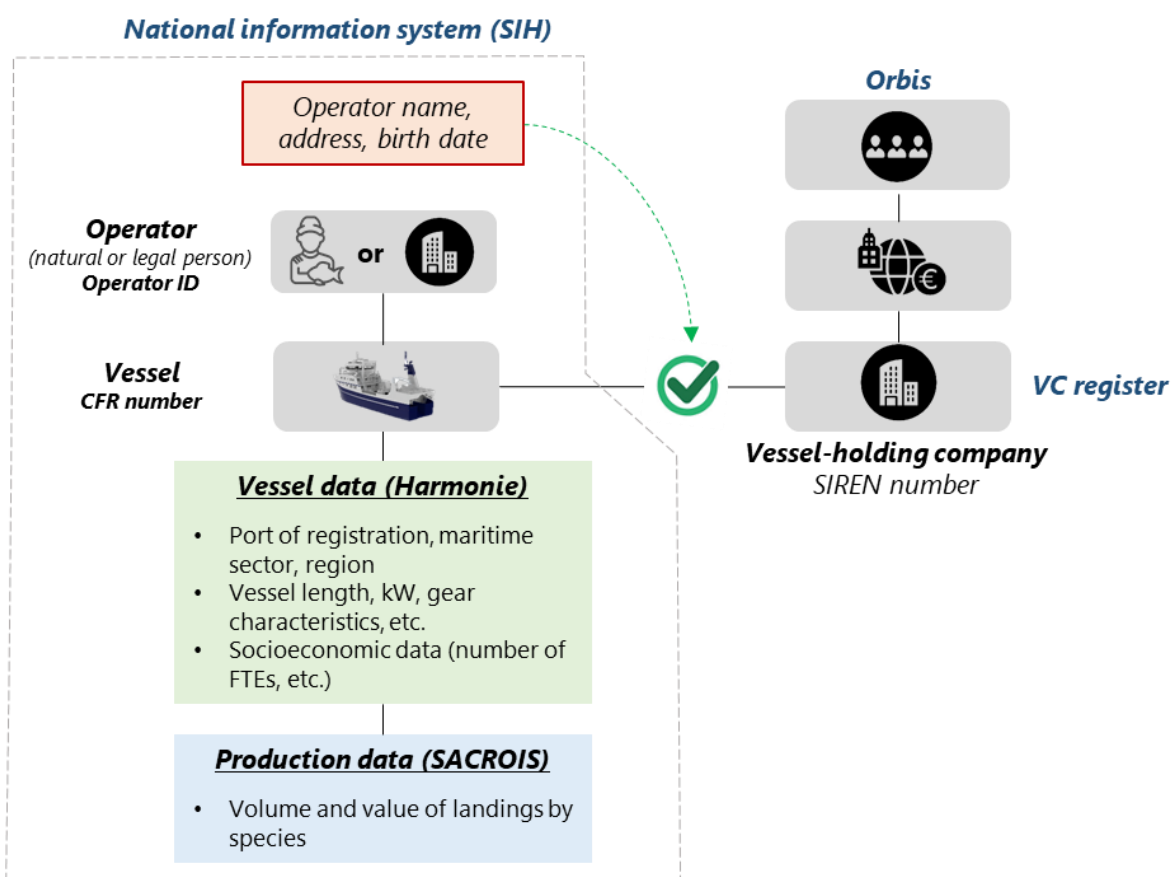 National information system (SIH)
Operator name,
address, birth date
Orbis
Operator
(natural or legal person)
Operator ID
or
€
Vessel
CFR number
VC register
Vessel-holding company
SIREN number
Vessel data (Harmonie)
• Port of registration, maritime
sector, region
• Vessel length, kW, gear
characteristics, etc.
• Socioeconomic data (number of
FTEs, etc.)
Production data (SACROIS)
• Volume and value of landings by
species